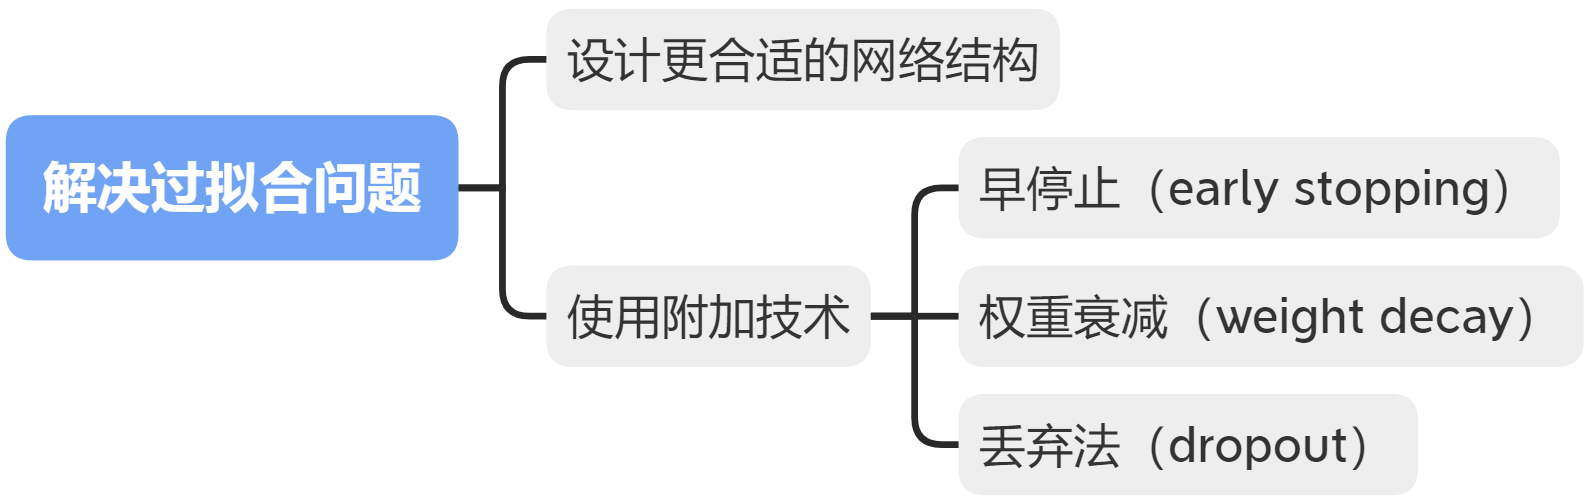 解决过拟合问题
设计更合适的网络结构
使用附加技术
早停止（early stopping）
权重衰减（weight decay）
丢弃法（dropout）